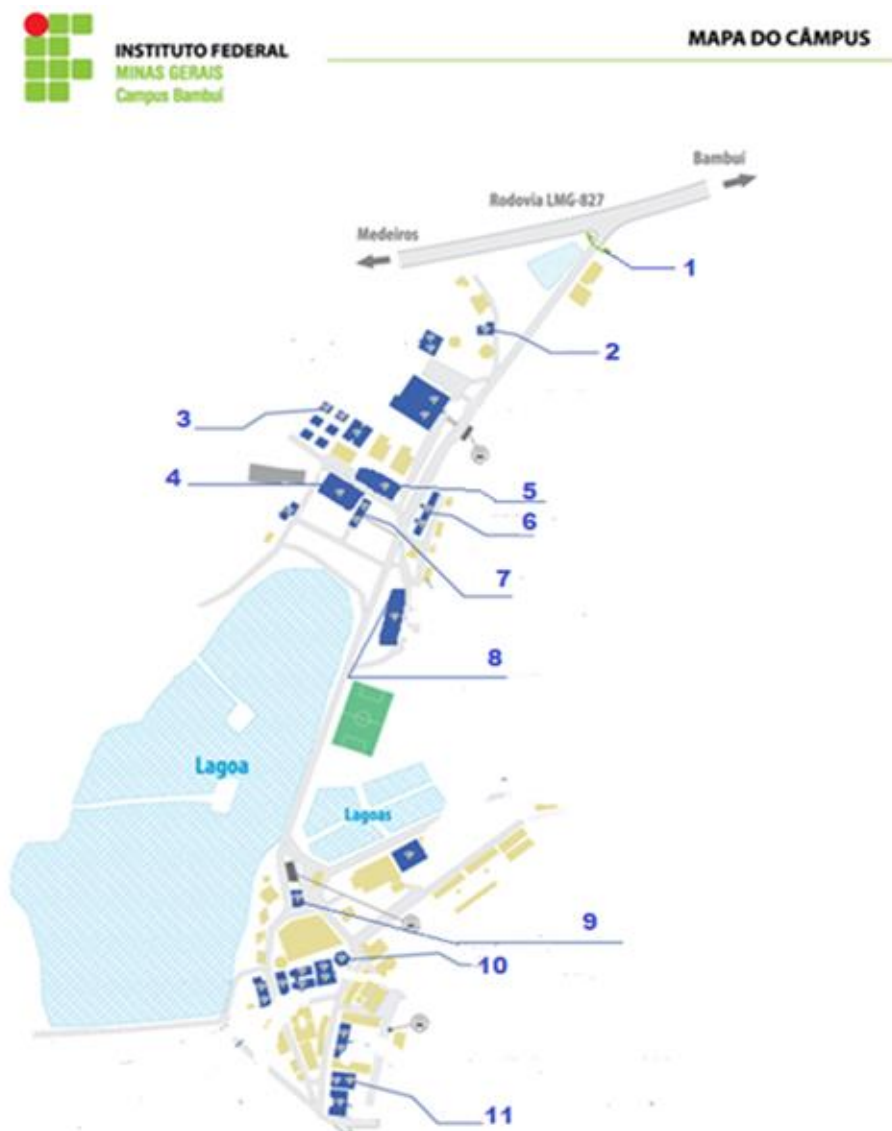 INSTITUTO FEDERAL
MINAS GERAIS
Campus Bambuí
MAPA DO CÂMPUS
Bambuí
Rodovia LMG-827
Medeiros
1
2
3
4
5
6
7
8
Lagoa
Lagoas
9
10
11